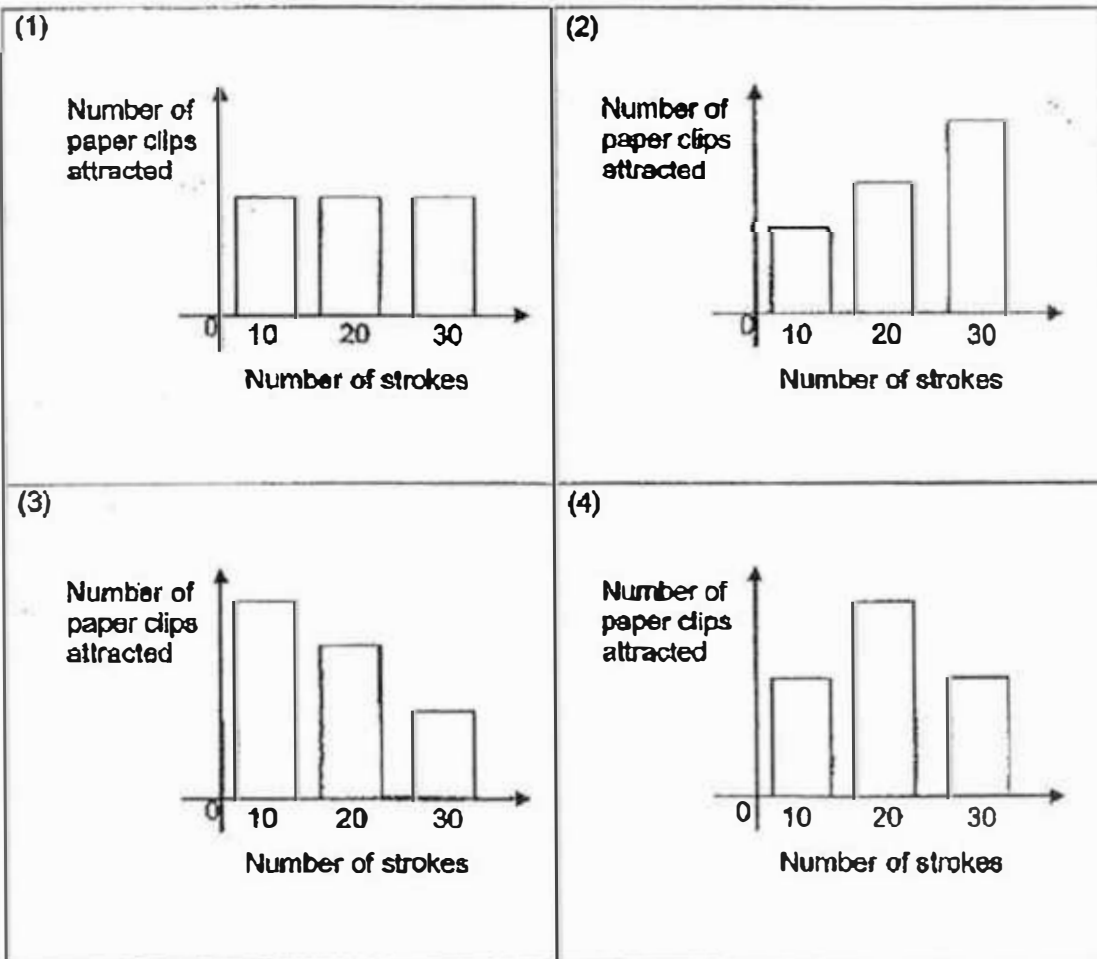 (1)
Number of
paper clips
attracted
0
10 20 30
Number of strokes
(2)
Number of
paper clips
attracted
0
10 20 30
Number of strokes
(3)
Number of
paper clips
attracted
0
10 20 30
Number of strokes
(4)
Number of
paper clips
attracted
0
10 20 30
Number of strokes